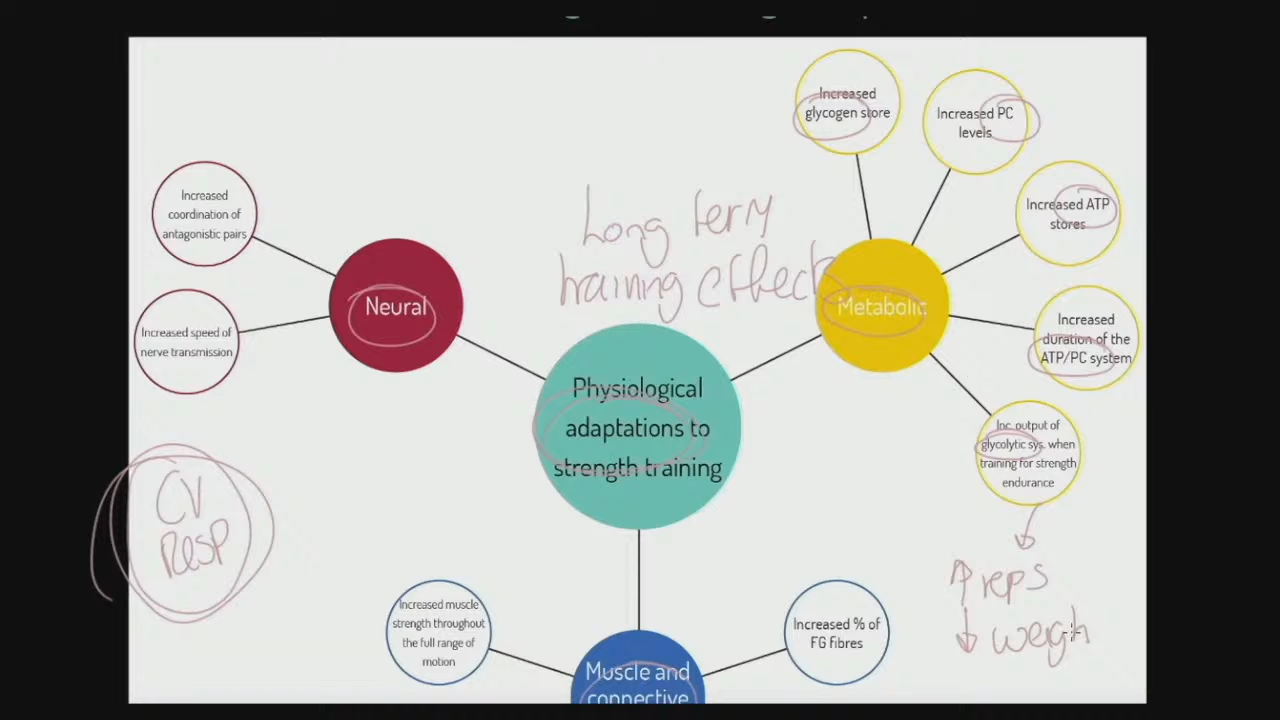 Increased
glycogen store
Increased PC
levels
Increased
coordination of
antagonistic pairs
Increased ATP
stores
Long term
training effects
Neural
Metabolic
Increased speed of
nerve transmission
Increased
duration of the
ATP/PC system
Physiological
adaptations to
strength training
Inc. output of
glycolytic sys. when
training for strength
endurance
CV
RESP
↑ reps
↓ weigh
Increased muscle
strength throughout
the full range of
motion
Increased % of
FG fibres
Muscle and
connective